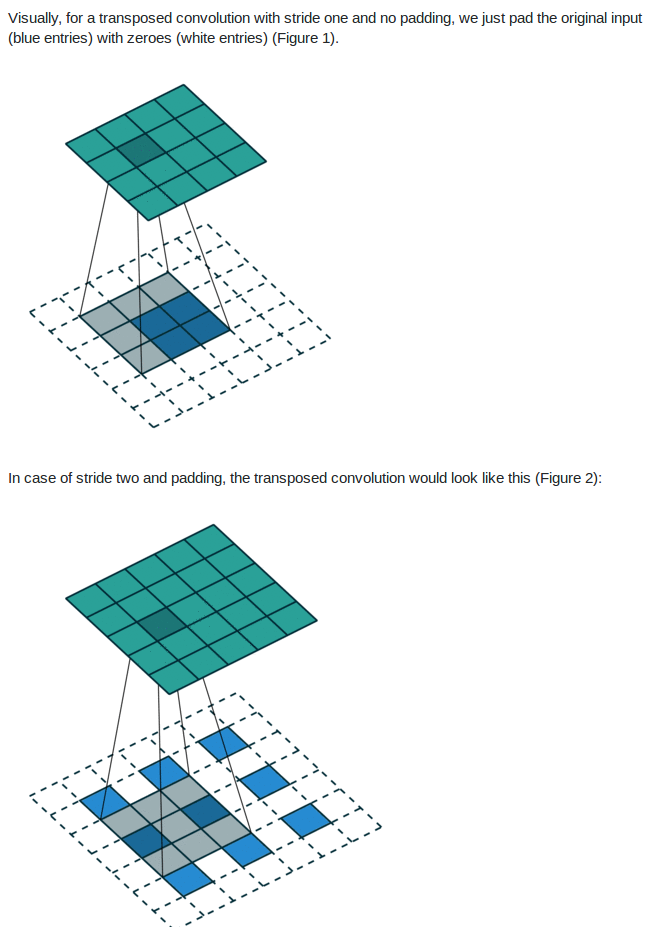 Visually, for a transposed convolution with stride one and no padding, we just pad the original input
(blue entries) with zeroes (white entries) (Figure 1).
In case of stride two and padding, the transposed convolution would look like this (Figure 2):